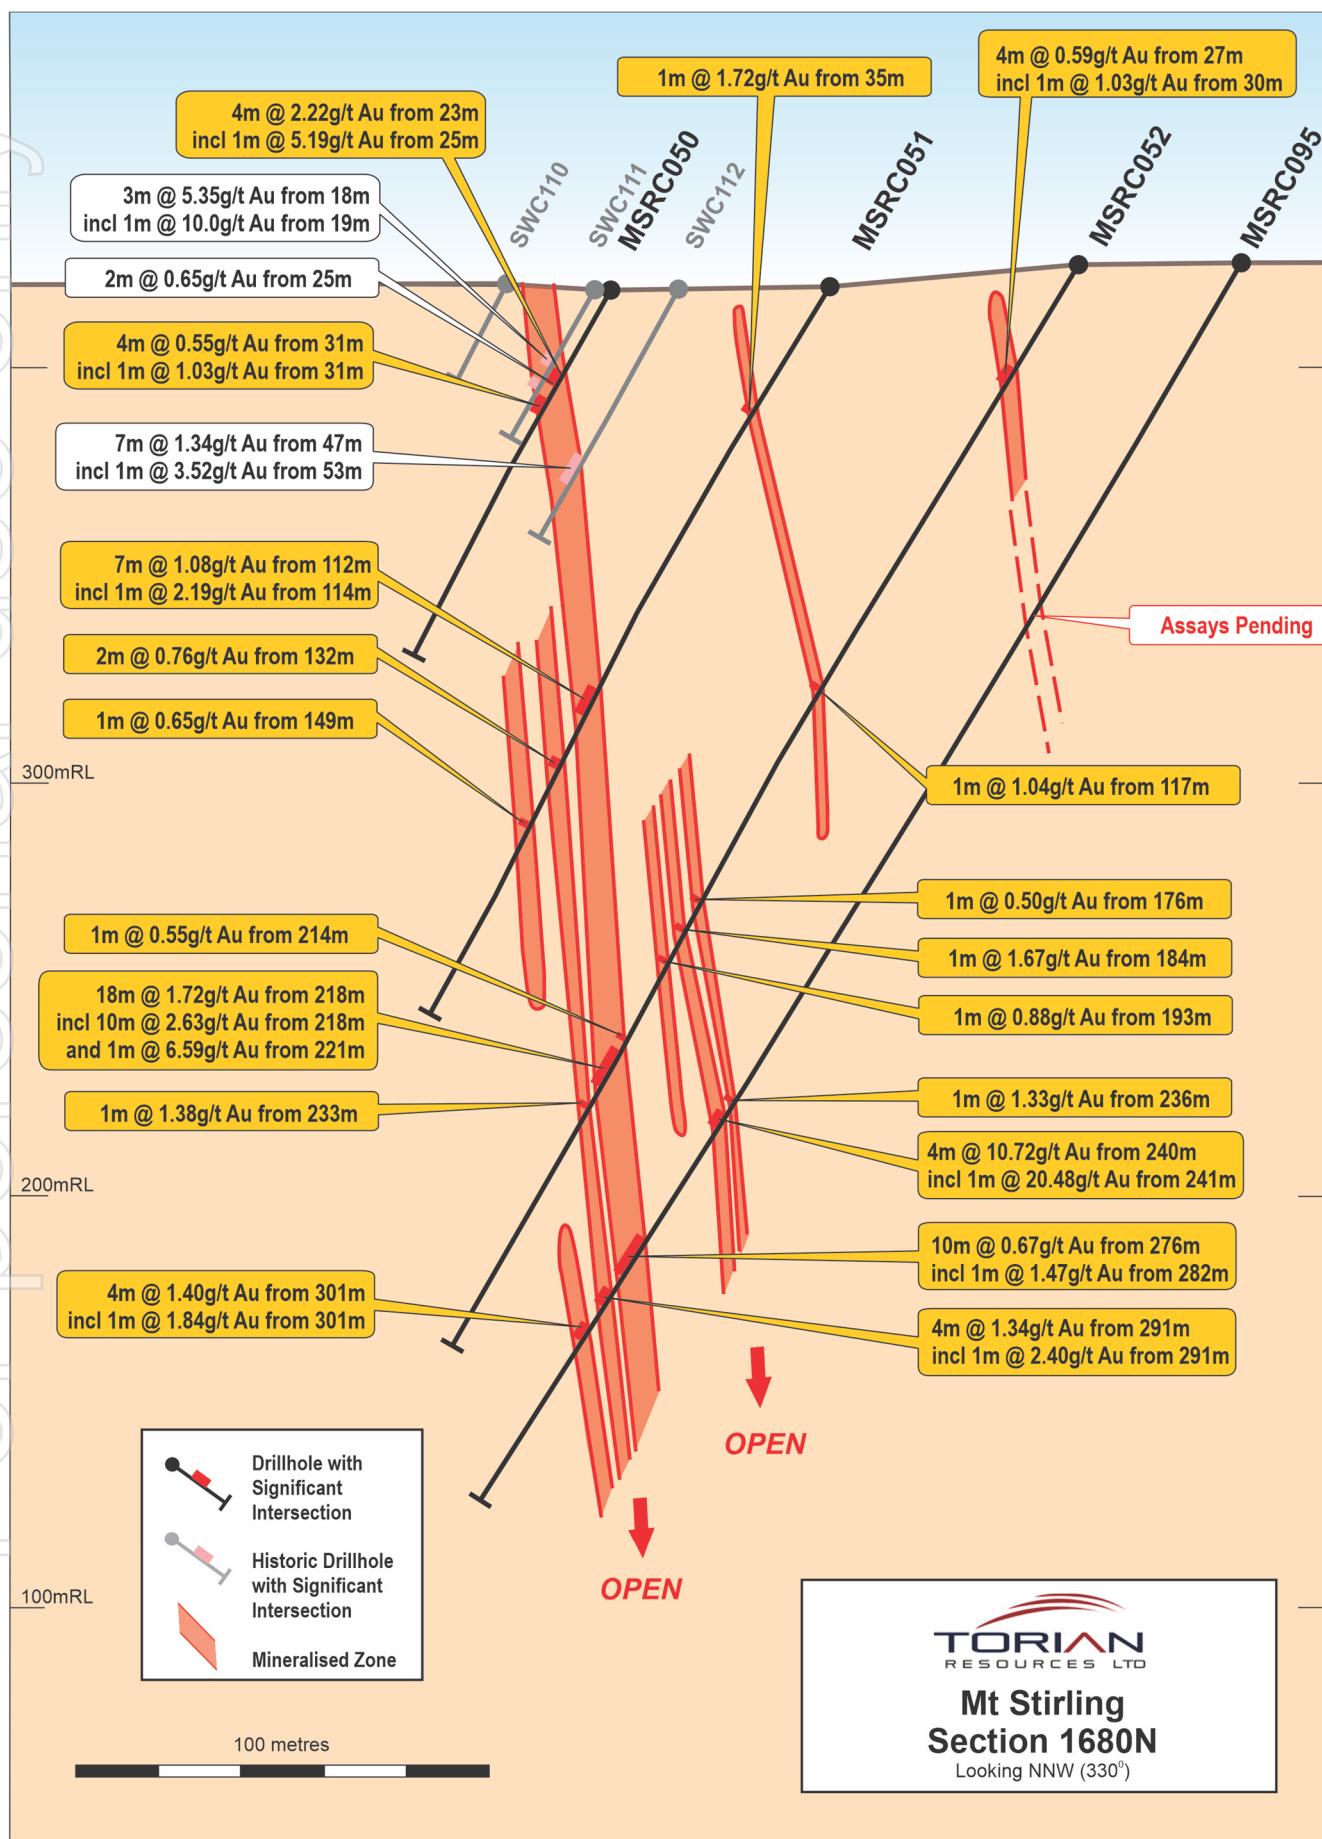 4m @ 0.59g/t Au from 27m
incl 1m @ 1.03g/t Au from 30m
1m @ 1.72g/t Au from 35m
4m @ 2.22g/t Au from 23m
incl 1m @ 5.19g/t Au from 25m
3m @ 5.35g/t Au from 18m
incl 1m @ 10.0g/t Au from 19m
2m @ 0.65g/t Au from 25m
4m @ 0.55g/t Au from 31m
incl 1m @ 1.03g/t Au from 31m
7m @ 1.34g/t Au from 47m
incl 1m @ 3.52g/t Au from 53m
SWC110
SWC111
MSRC050
SWC112
MSRC051
MSRC052
MSRC095
7m @ 1.08g/t Au from 112m
incl 1m @ 2.19g/t Au from 114m
2m @ 0.76g/t Au from 132m
1m @ 0.65g/t Au from 149m
Assays Pending
300mRL
1m @ 1.04g/t Au from 117m
1m @ 0.50g/t Au from 176m
1m @ 0.55g/t Au from 214m
1m @ 1.67g/t Au from 184m
18m @ 1.72g/t Au from 218m
incl 10m @ 2.63g/t Au from 218m
and 1m @ 6.59g/t Au from 221m
1m @ 0.88g/t Au from 193m
1m @ 1.38g/t Au from 233m
1m @ 1.33g/t Au from 236m
4m @ 10.72g/t Au from 240m
incl 1m @ 20.48g/t Au from 241m
200mRL
10m @ 0.67g/t Au from 276m
incl 1m @ 1.47g/t Au from 282m
4m @ 1.40g/t Au from 301m
incl 1m @ 1.84g/t Au from 301m
4m @ 1.34g/t Au from 291m
incl 1m @ 2.40g/t Au from 291m
OPEN
OPEN
Drillhole with
Significant
Intersection
Historic Drillhole
with Significant
Intersection
Mineralised Zone
100mRL
100 metres
TORIAN
RESOURCES LTD
Mt Stirling
Section 1680N
Looking NNW (330⁰)